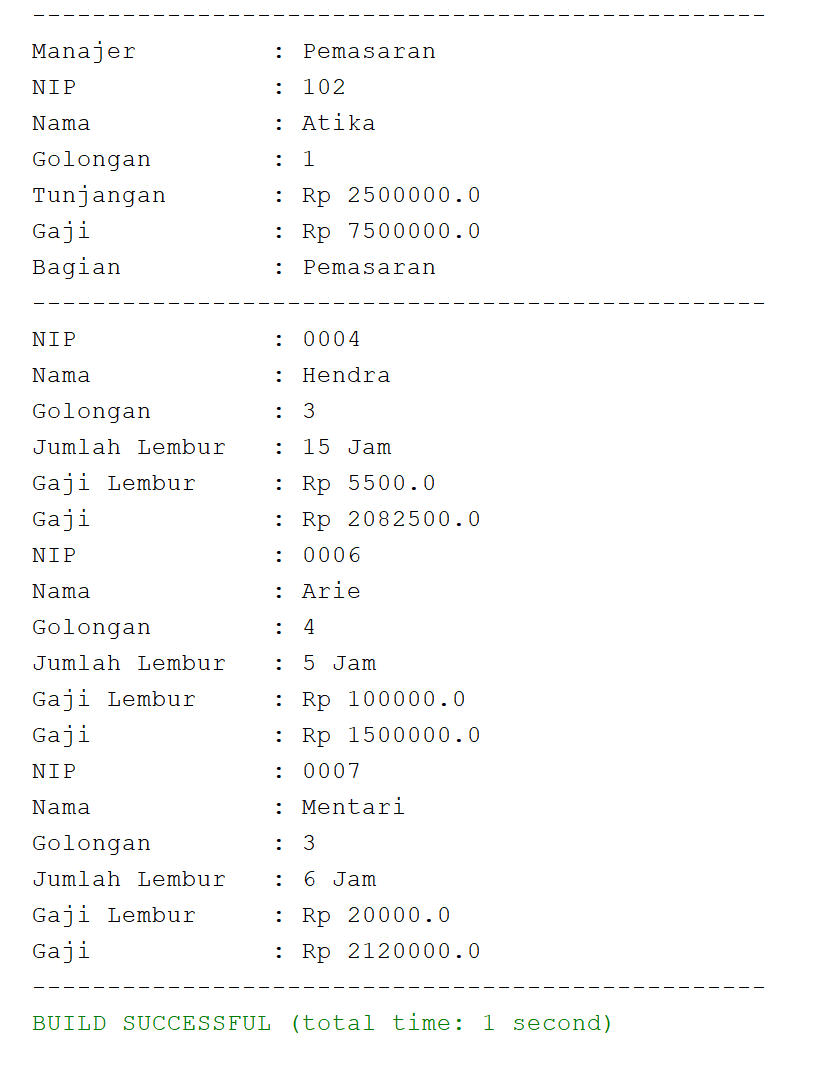 -------------------------------------------------
Manajer : Pemasaran
NIP : 102
Nama : Atika
Golongan : 1
Tunjangan : Rp 2500000.0
Gaji : Rp 7500000.0
Bagian : Pemasaran
-------------------------------------------------
NIP : 0004
Nama : Hendra
Golongan : 3
Jumlah Lembur : 15 Jam
Gaji Lembur : Rp 5500.0
Gaji : Rp 2082500.0
NIP : 0006
Nama : Arie
Golongan : 4
Jumlah Lembur : 5 Jam
Gaji Lembur : Rp 100000.0
Gaji : Rp 1500000.0
NIP : 0007
Nama : Mentari
Golongan : 3
Jumlah Lembur : 6 Jam
Gaji Lembur : Rp 20000.0
Gaji : Rp 2120000.0
-------------------------------------------------
BUILD SUCCESSFUL (total time: 1 second)